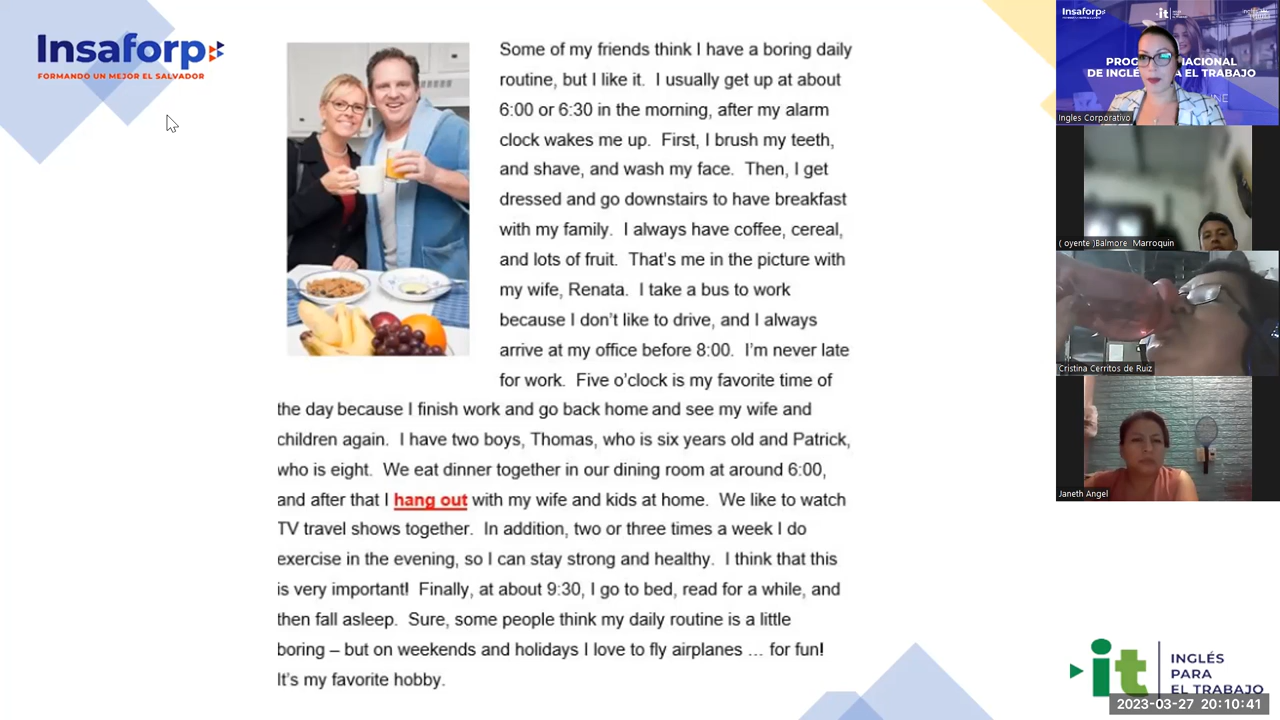 Insaforp
FORMANDO UN MEJOR EL SALVADOR
Some of my friends think I have a boring daily
routine, but I like it. I usually get up at about
6:00 or 6:30 in the morning, after my alarm
clock wakes me up. First, I brush my teeth,
and shave, and wash my face. Then, I get
dressed and go downstairs to have breakfast
with my family. I always have coffee, cereal,
and lots of fruit. That's me in the picture with
my wife, Renata. I take a bus to work
because I don't like to drive, and I always
arrive at my office before 8:00. I'm never late
for work. Five o'clock is my favorite time of
the day because I finish work and go back home and see my wife and
children again. I have two boys, Thomas, who is six years old and Patrick,
who is eight. We eat dinner together in our dining room at around 6:00,
and after that I hang out with my wife and kids at home. We like to watch
TV travel shows together. In addition, two or three times a week I do
exercise in the evening, so I can stay strong and healthy. I think that this
is very important! Finally, at about 9:30, I go to bed, read for a while, and
then fall asleep. Sure, some people think my daily routine is a little
boring – but on weekends and holidays I love to fly airplanes ... for fun!
It's my favorite hobby.
Insaforp
it
Ingles Corporativo
( oyente )Balmore Marroquin
Cristina Cerritos de Ruiz
Janeth Angel
it
INGLÉS
PARA
EL TRABAJO
2023-03-27 20:10:41